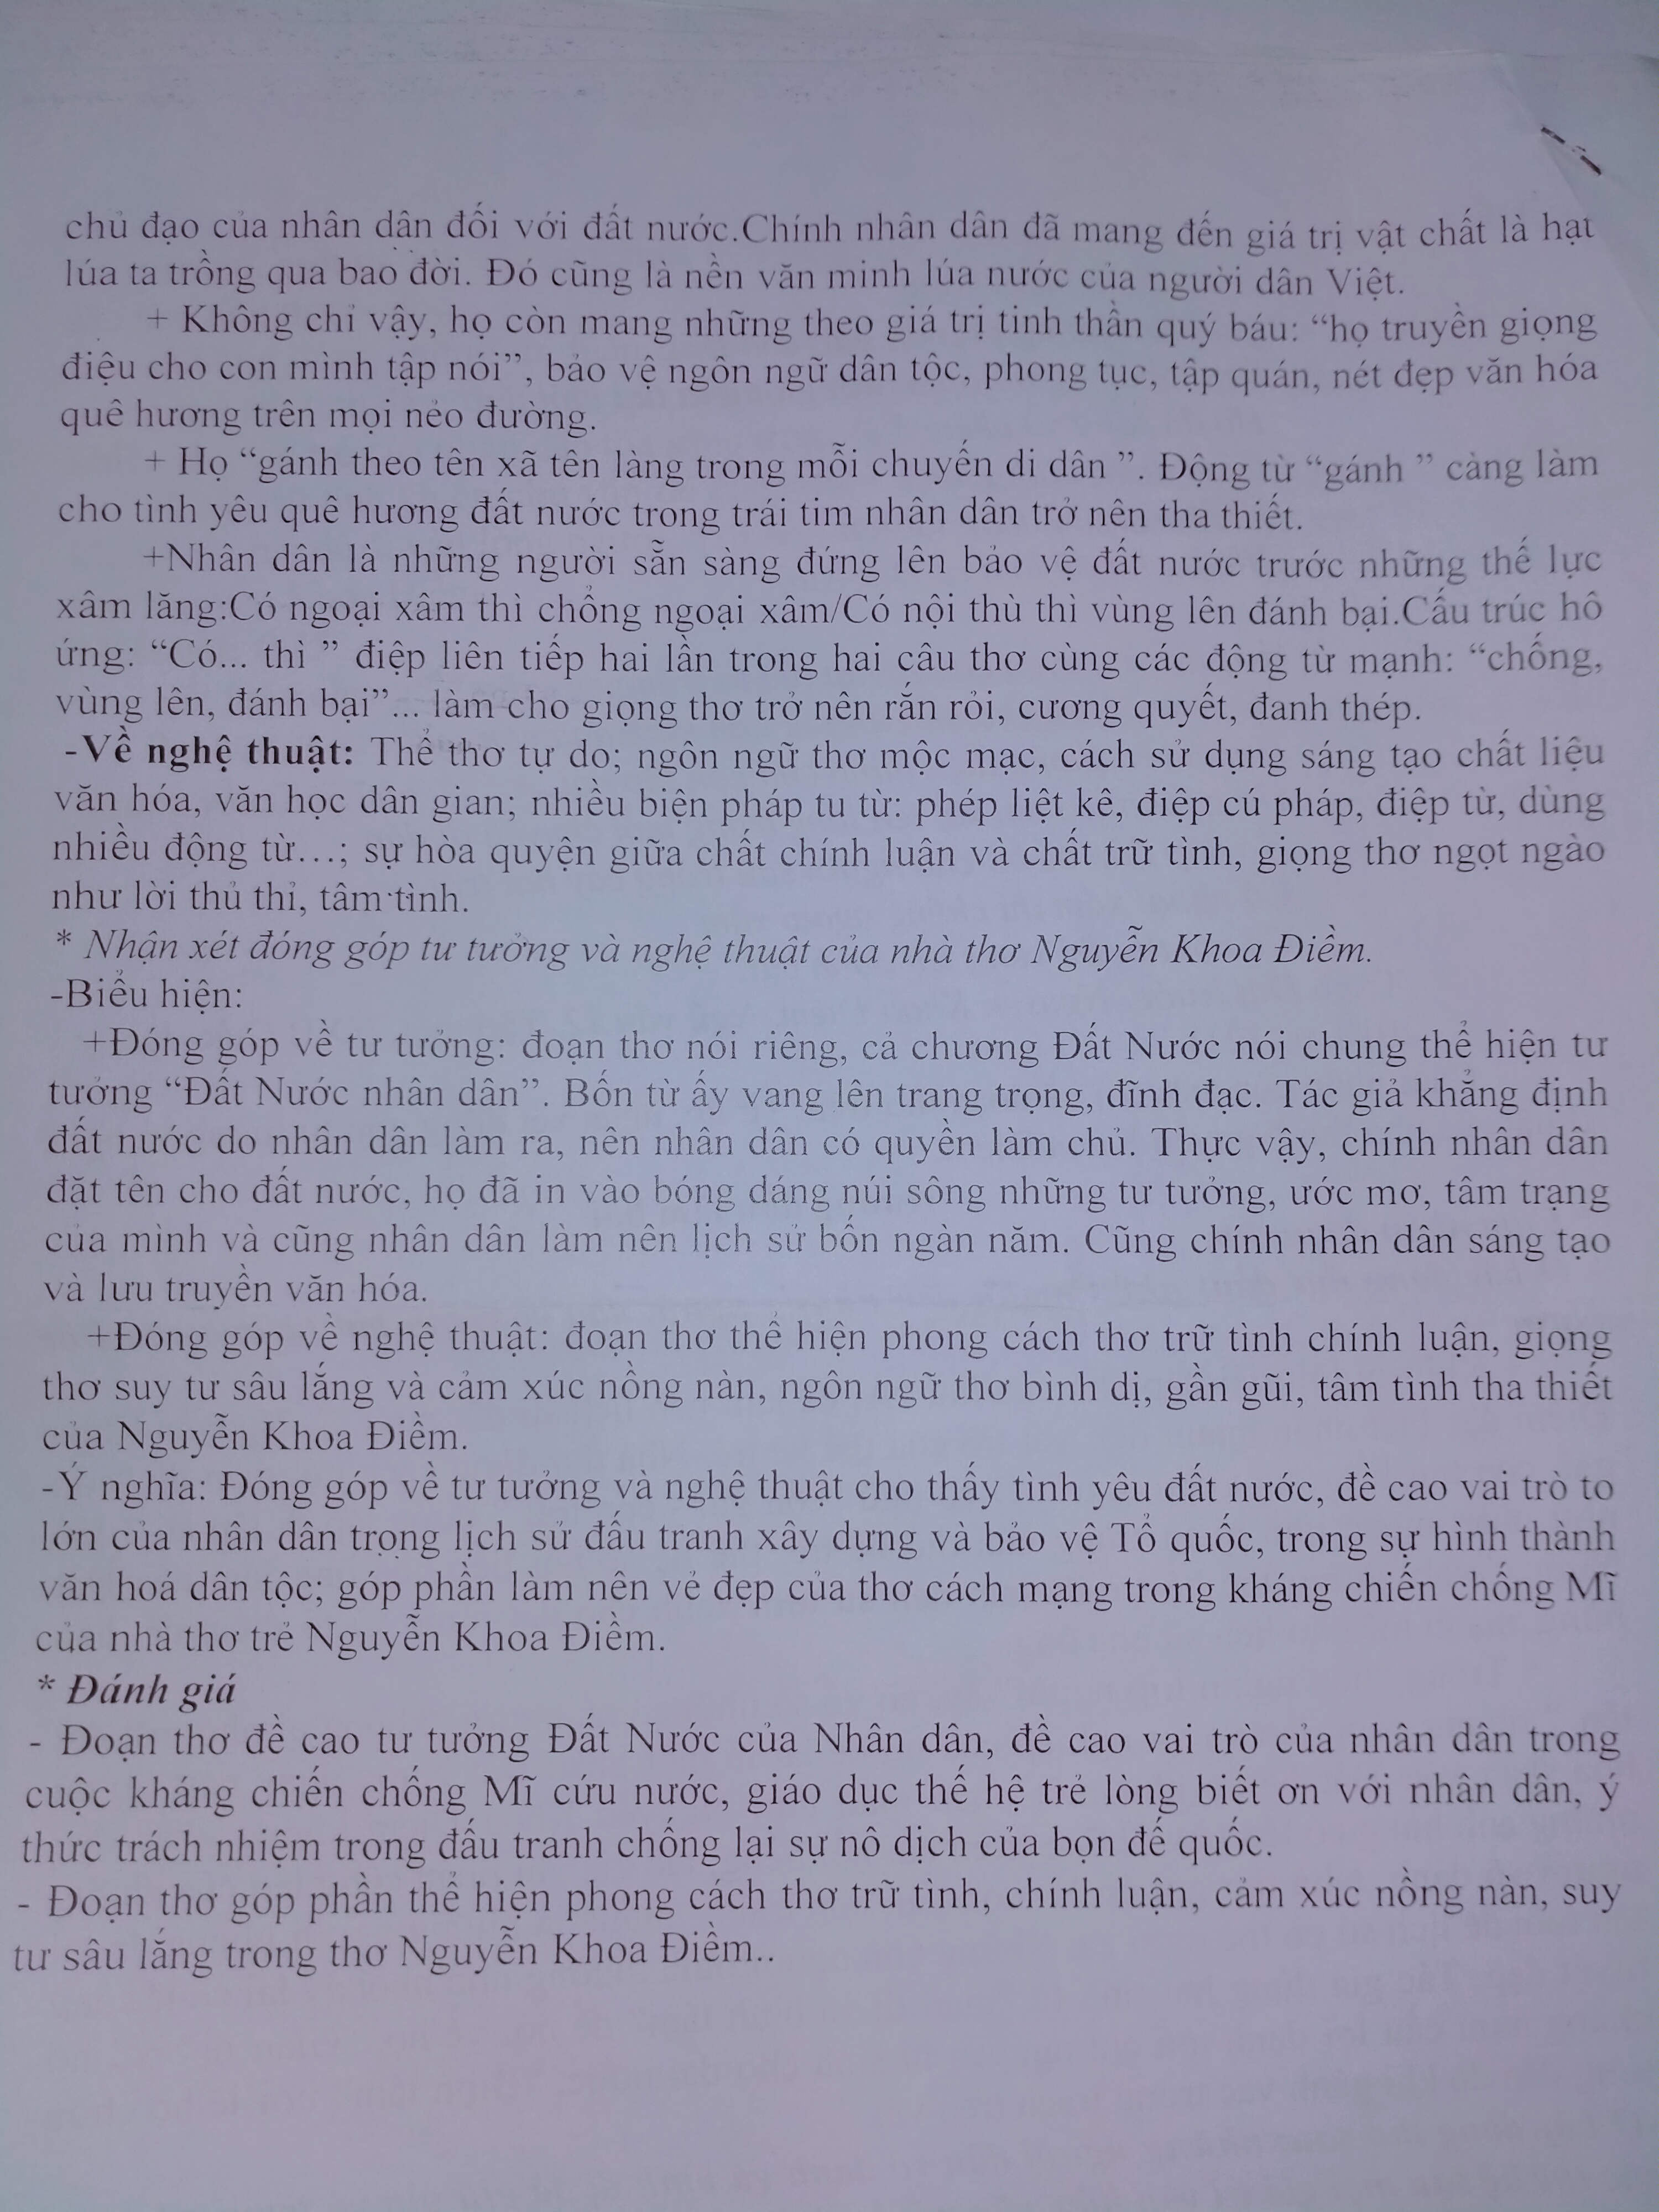 chủ đạo của nhân dân đối với đất nước.Chính nhân dân đã mang đến giá trị vật chất là hạt
lúa ta trồng qua bao đời. Đó cũng là nền văn minh lúa nước của người dân Việt.
+ Không chỉ vậy, họ còn mang những theo giá trị tinh thần quý báu: “họ truyền giọng
điệu cho con mình tập nói”, bảo vệ ngôn ngữ dân tộc, phong tục, tập quán, nét đẹp văn hóa
quê hương trên mọi nẻo đường.
+ Họ “gánh theo tên xã tên làng trong mỗi chuyến di dân ”. Động từ “gánh ” càng làm
cho tình yêu quê hương đất nước trong trái tim nhân dân trở nên tha thiết.
+Nhân dân là những người sẵn sàng đứng lên bảo vệ đất nước trước những thế lực
xâm lăng:Có ngoại xâm thì chống ngoại xâm/Có nội thù thì vùng lên đánh bại.Cấu trúc hô
ứng: “Có... thì ” điệp liên tiếp hai lần trong hai câu thơ cùng các động từ mạnh: “chống,
vùng lên, đánh bại”... làm cho giọng thơ trở nên rắn rỏi, cương quyết, đanh thép.
-Về nghệ thuật: Thể thơ tự do; ngôn ngữ thơ mộc mạc, cách sử dụng sáng tạo chất liệu
văn hóa, văn học dân gian; nhiều biện pháp tu từ: phép liệt kê, điệp cú pháp, điệp từ, dùng
nhiều động từ...; sự hòa quyện giữa chất chính luận và chất trữ tình, giọng thơ ngọt ngào
như lời thủ thỉ, tâm tình.
* Nhận xét đóng góp tư tưởng và nghệ thuật của nhà thơ Nguyễn Khoa Điềm.
-Biểu hiện:
+Đóng góp về tư tưởng: đoạn thơ nói riêng, cả chương Đất Nước nói chung thể hiện tư
tưởng “Đất Nước nhân dân”. Bốn từ ấy vang lên trang trọng, đĩnh đạc. Tác giả khẳng định
đất nước do nhân dân làm ra, nên nhân dân có quyền làm chủ. Thực vậy, chính nhân dân
đặt tên cho đất nước, họ đã in vào bóng dáng núi sông những tư tưởng, ước mơ, tâm trạng
của mình và cũng nhân dân làm nên lịch sử bốn ngàn năm. Cũng chính nhân dân sáng tạo
và lưu truyền văn hóa.
+Đóng góp về nghệ thuật: đoạn thơ thể hiện phong cách thơ trữ tình chính luận, giọng
thơ suy tư sâu lắng và cảm xúc nồng nàn, ngôn ngữ thơ bình dị, gần gũi, tâm tình tha thiết
của Nguyễn Khoa Điềm.
-Ý nghĩa: Đóng góp về tư tưởng và nghệ thuật cho thấy tình yêu đất nước, đề cao vai trò to
lớn của nhân dân trong lịch sử đấu tranh xây dựng và bảo vệ Tổ quốc, trong sự hình thành
văn hoá dân tộc; góp phần làm nên vẻ đẹp của thơ cách mạng trong kháng chiến chống Mĩ
của nhà thơ trẻ Nguyễn Khoa Điềm.
* Đánh giá
- Đoạn thơ đề cao tư tưởng Đất Nước của Nhân dân, đề cao vai trò của nhân dân trong
cuộc kháng chiến chống Mĩ cứu nước, giáo dục thế hệ trẻ lòng biết ơn với nhân dân, ý
thức trách nhiệm trong đấu tranh chống lại sự nô dịch của bọn đế quốc.
- Đoạn thơ góp phần thể hiện phong cách thơ trữ tình, chính luận, cảm xúc nồng nàn, suy
tư sâu lắng trong thơ Nguyễn Khoa Điềm..